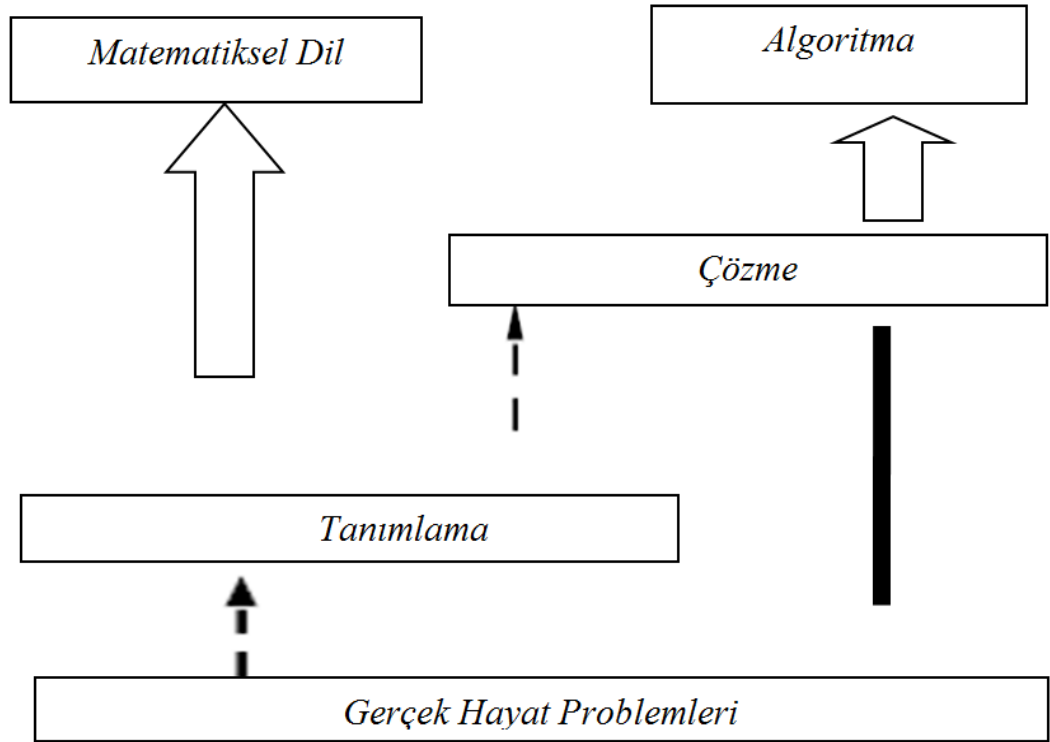 Matematiksel Dil
Algoritma
Çözme
Tanımlama
Gerçek Hayat Problemleri